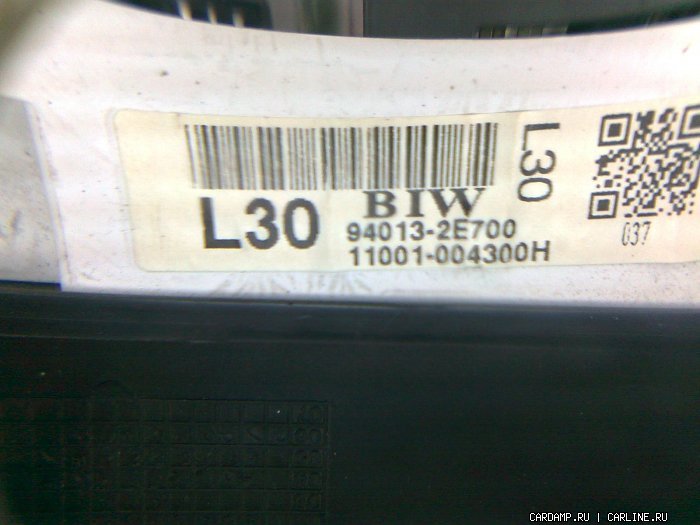 L30
BIW
L30
94013-2E700
11001-004300H
037
CARDAMP.RU | CARLINE.RU